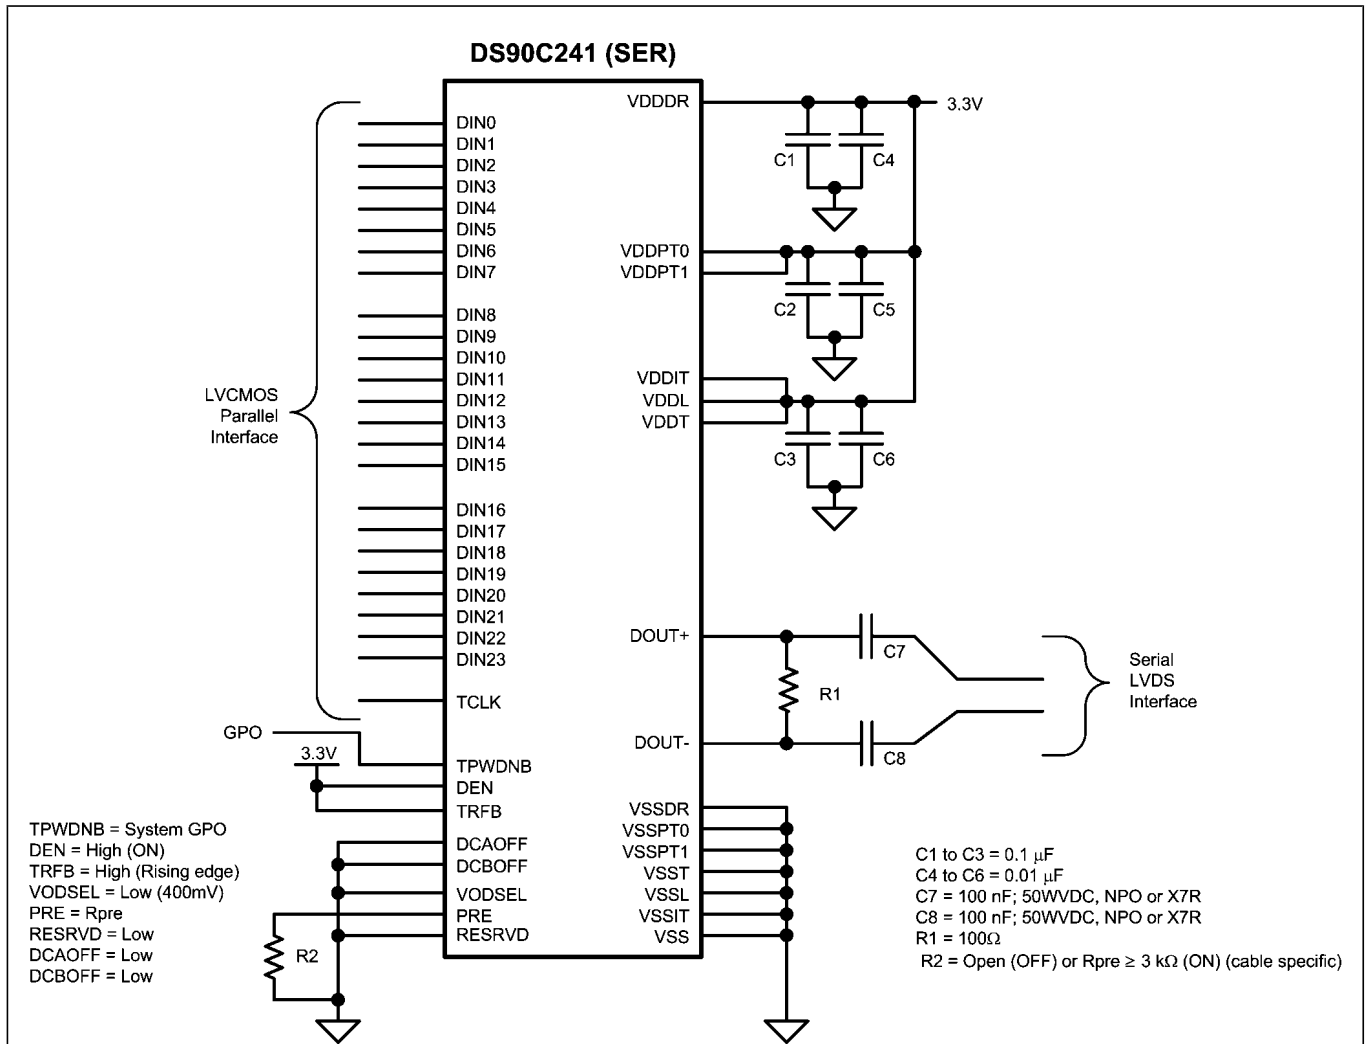 DS90C241 (SER)
LVCMOS
Parallel
Interface
DIN0
DIN1
DIN2
DIN3
DIN4
DIN5
DIN6
DIN7
DIN8
DIN9
DIN10
DIN11
DIN12
DIN13
DIN14
DIN15
DIN16
DIN17
DIN18
DIN19
DIN20
DIN21
DIN22
DIN23
TCLK
GPO
3.3V
TPWDNB
DEN
TRFB
DCAOFF
DCBOFF
VODSEL
PRE
RESRVD
R2
TPWDNB = System GPO
DEN = High (ON)
TRFB = High (Rising edge)
VODSEL = Low (400mV)
PRE = Rpre
RESRVD = Low
DCAOFF = Low
DCBOFF = Low
VDDDR
3.3V
C1
C4
VDDPT0
VDDPT1
C2
C5
VDDIT
VDDL
VDDT
C3
C6
DOUT+
C7
R1
DOUT-
C8
Serial
LVDS
Interface
VSSDR
VSSPT0
VSSPT1
VSST
VSSL
VSSIT
VSS
C1 to C3 = 0.1 μF
C4 to C6 = 0.01 μF
C7 = 100 nF; 50WVDC, NPO or X7R
C8 = 100 nF; 50WVDC, NPO or X7R
R1 = 100Ω
R2 = Open (OFF) or Rpre ≥ 3 kΩ (ON) (cable specific)